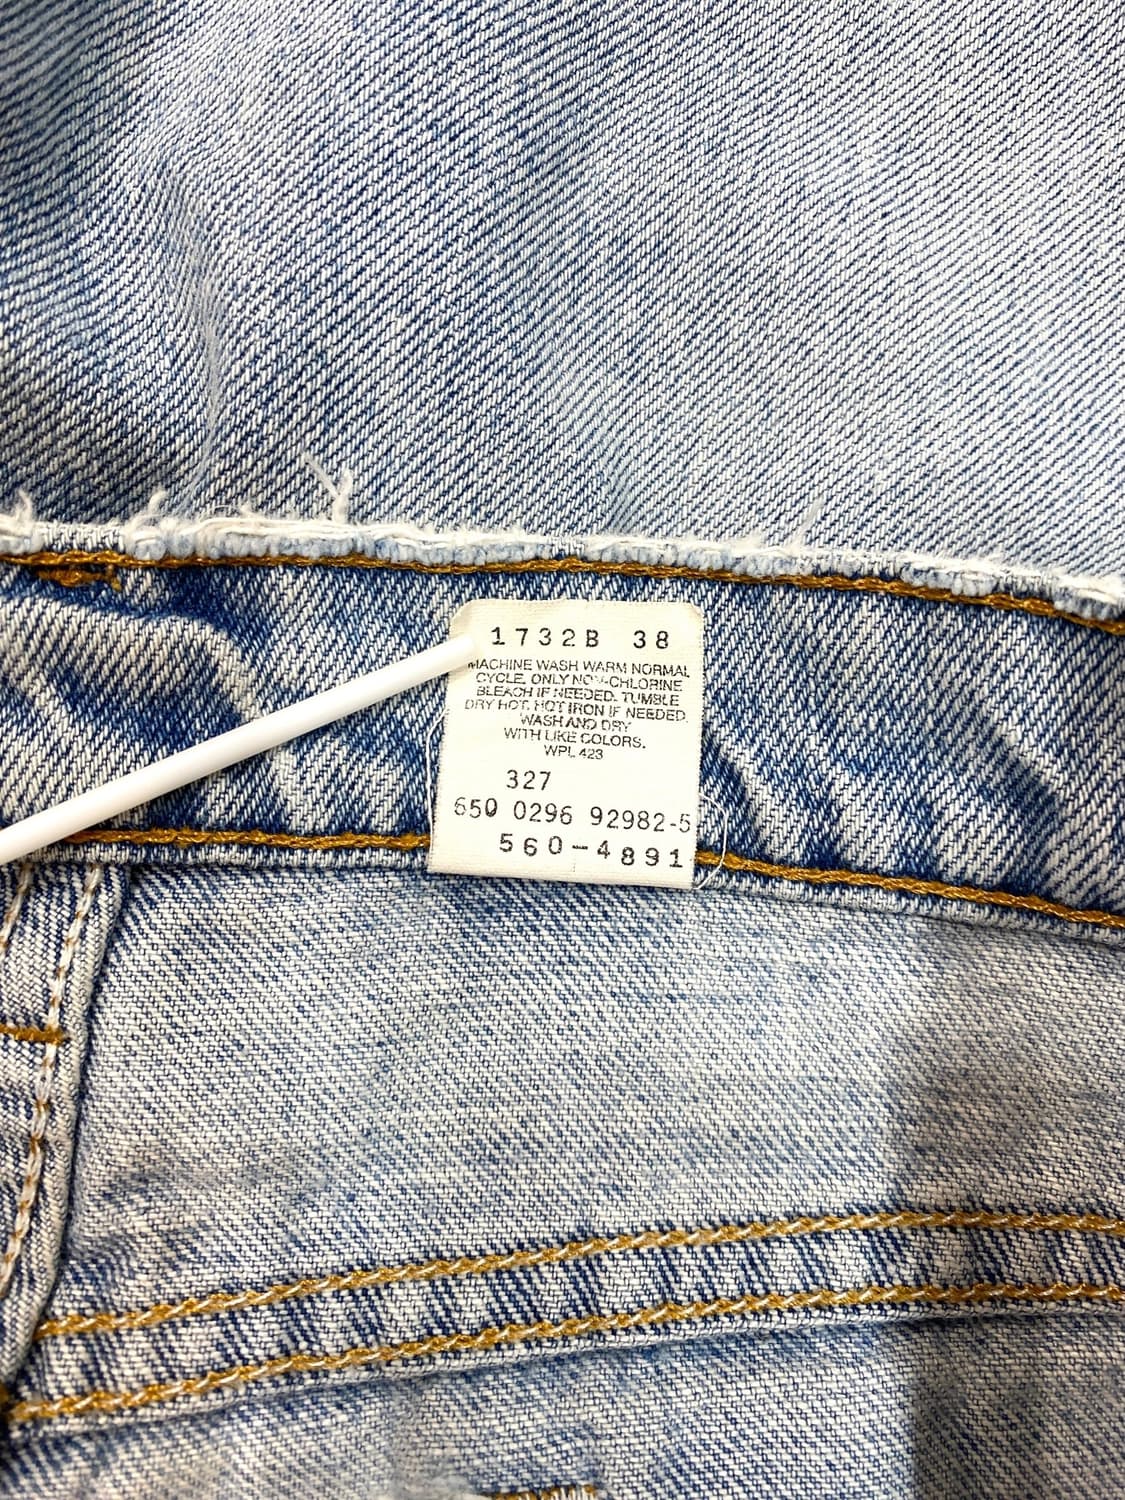 1732B 38
MACHINE WASH WARM NORMAL
CYCLE. ONLY NON-CHLORINE
BLEACH IF NEEDED. TUMBLE
DRY HOT. HOT IRON IF NEEDED.
WASH AND DRY
WITH LIKE COLORS.
WPL 423
327
650 0296 92982-5
560-4891